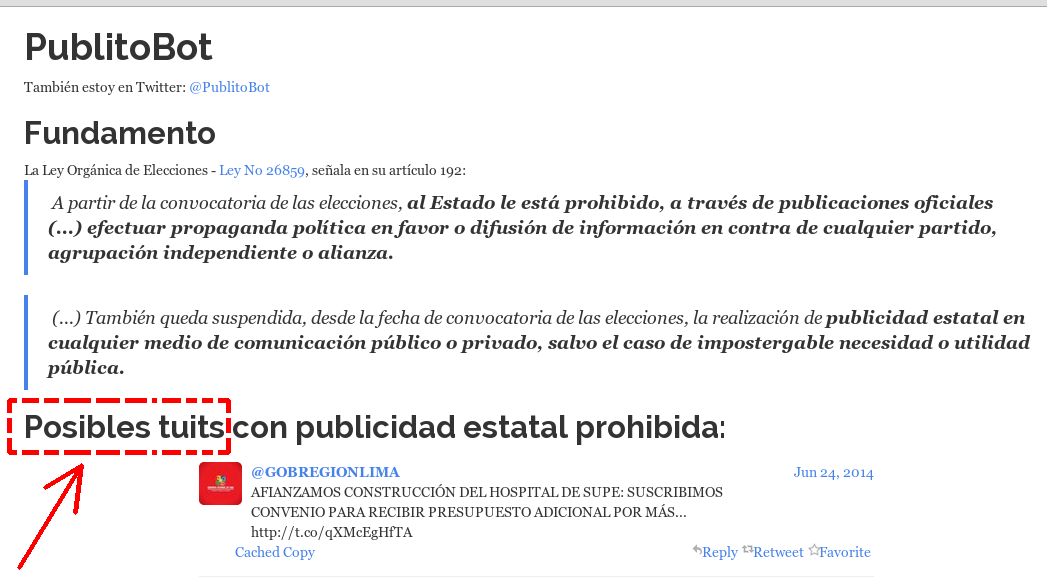 PublitoBot
También estoy en Twitter: @PublitoBot
Fundamento
La Ley Orgánica de Elecciones - Ley No 26859, señala en su artículo 192:
A partir de la convocatoria de las elecciones, al Estado le está prohibido, a través de publicaciones oficiales
(...) efectuar propaganda política en favor o difusión de información en contra de cualquier partido,
agrupación independiente o alianza.
(...) También queda suspendida, desde la fecha de convocatoria de las elecciones, la realización de publicidad estatal en
cualquier medio de comunicación público o privado, salvo el caso de impostergable necesidad o utilidad
pública.
Posibles tuits con publicidad estatal prohibida:
@GOBREGIONLIMA Jun 24, 2014
AFIANZAMOS CONSTRUCCIÓN DEL HOSPITAL DE SUPE: SUSCRIBIMOS
CONVENIO PARA RECIBIR PRESUPUESTO ADICIONAL POR MÁS...
http://t.co/qXMcEgHfTA
Cached Copy Reply Retweet Favorite